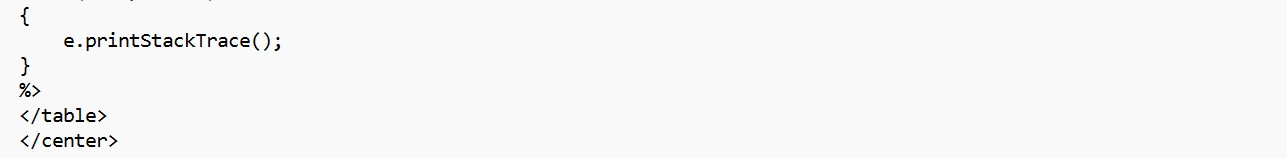 {
    e.printStackTrace();
}
%>
</table>
</center>